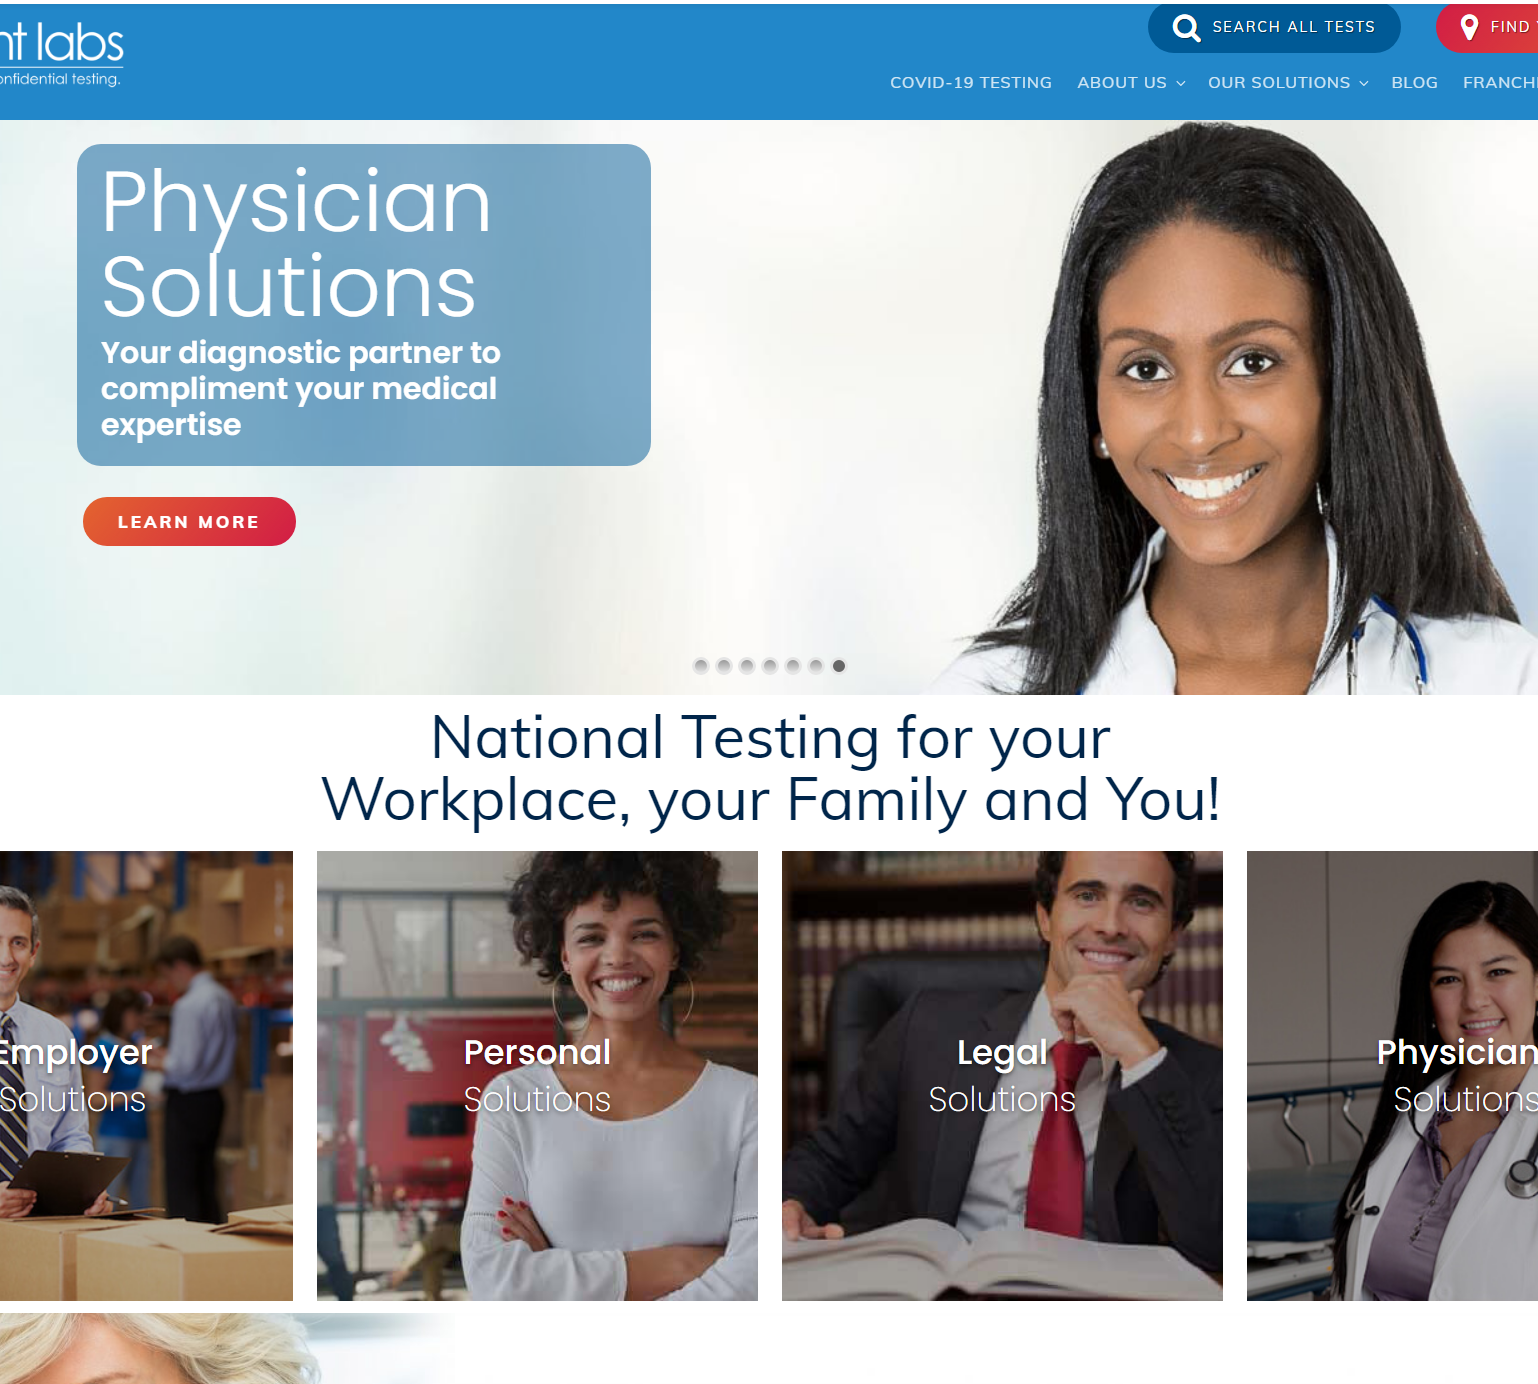 nt labs
onfidential testing.
SEARCH ALL TESTS
FIND
COVID-19 TESTING
ABOUT US
OUR SOLUTIONS
BLOG
FRANCHI
Physician
Solutions
Your diagnostic partner to
compliment your medical
expertise
LEARN MORE
National Testing for your
Workplace, your Family and You!
Employer
Solutions
Personal
Solutions
Legal
Solutions
Physician
Solutions